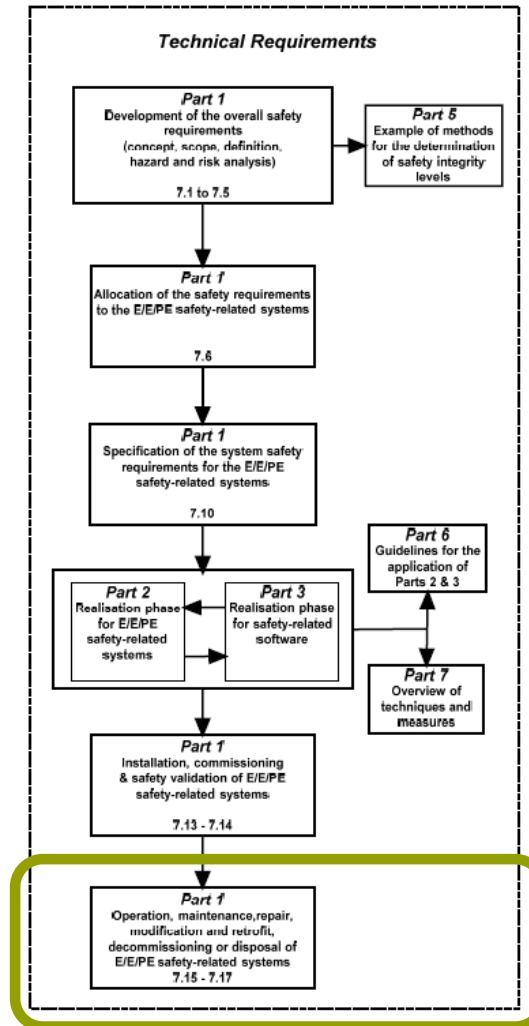 Technical Requirements
Part 1
Development of the overall safety
requirements
(concept, scope, definition,
hazard and risk analysis)
7.1 to 7.5
Part 5
Example of methods
for the determination
of safety integrity
levels
Part 1
Allocation of the safety requirements
to the E/E/PE safety-related systems
7.6
Part 1
Specification of the system safety
requirements for the E/E/PE
safety-related systems
7.10
Part 6
Guidelines for the
application of
Parts 2 & 3
Part 2
Realisation phase
for E/E/PE
safety-related
systems
Part 3
Realisation phase
for safety-related
software
Part 7
Overview of
techniques and
measures
Part 1
Installation, commissioning
& safety validation of E/E/PE
safety-related systems
7.13 - 7.14
Part 1
Operation, maintenance,repair,
modification and retrofit,
decommissioning or disposal of
E/E/PE safety-related systems
7.15 - 7.17